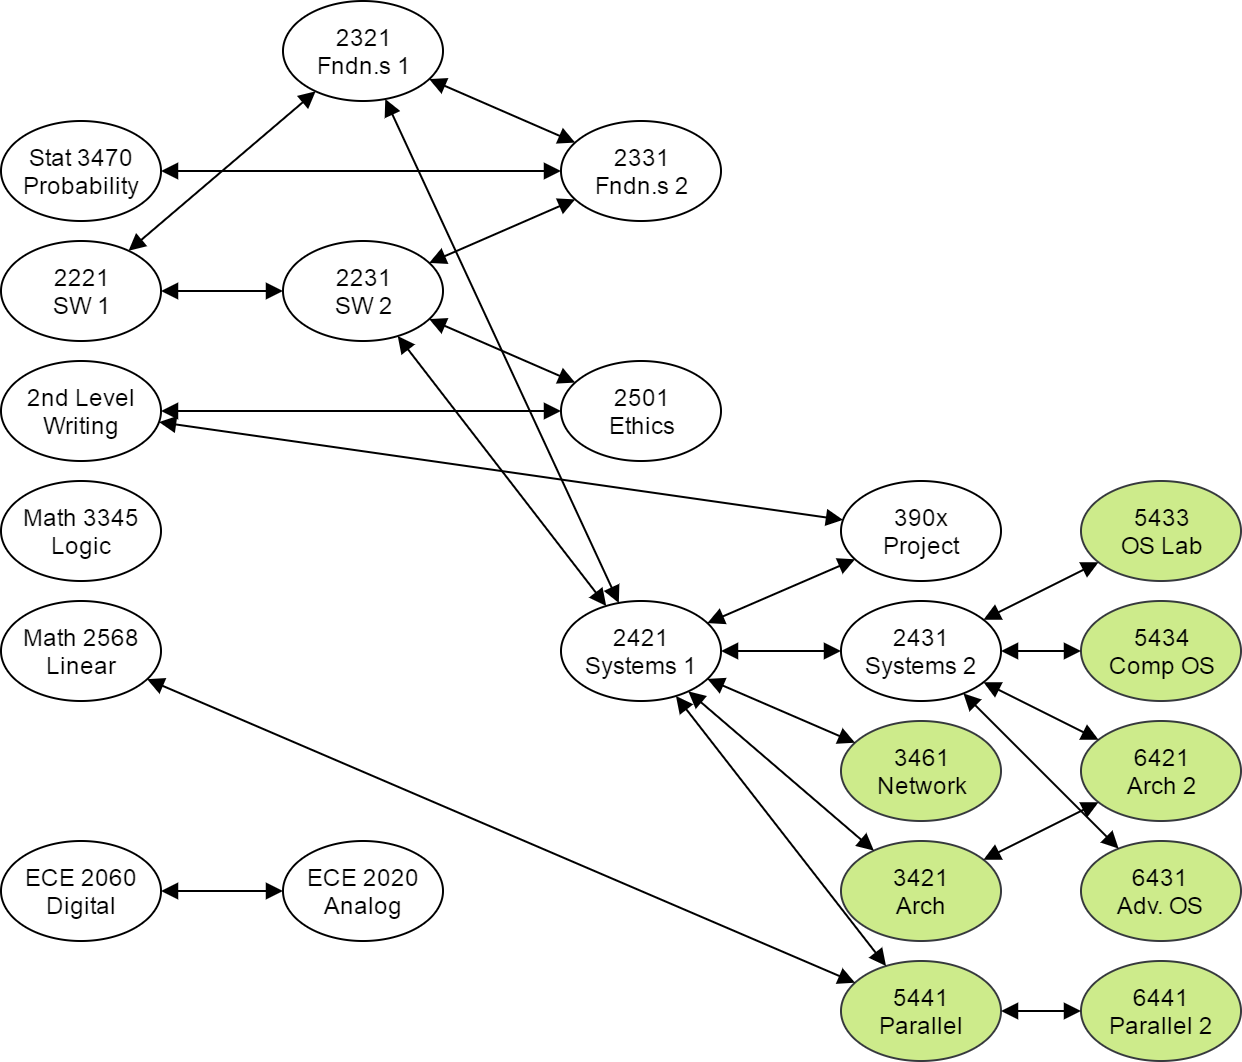 2321
Fndn.s 1
Stat 3470
Probability
2331
Fndn.s 2
2221
SW 1
2231
SW 2
2nd Level
Writing
2501
Ethics
Math 3345
Logic
390x
Project
5433
OS Lab
Math 2568
Linear
2421
Systems 1
2431
Systems 2
5434
Comp OS
3461
Network
6421
Arch 2
ECE 2060
Digital
ECE 2020
Analog
3421
Arch
6431
Adv. OS
5441
Parallel
6441
Parallel 2